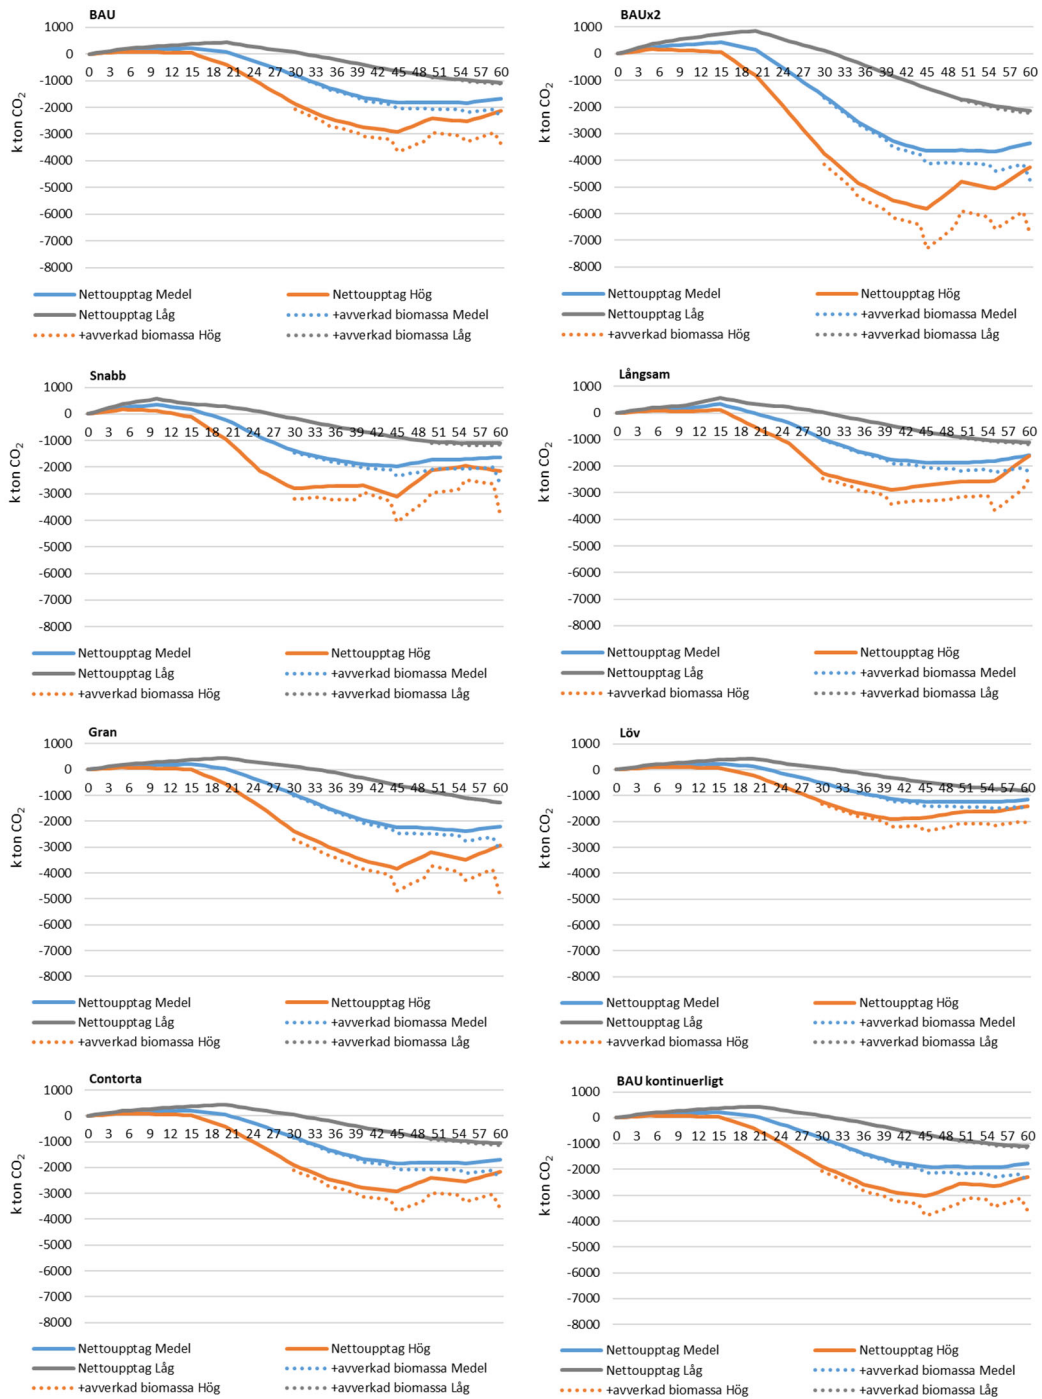 BAU
1000
0
-1000
-2000
-3000
-4000
-5000
-6000
-7000
-8000
k ton CO2
0 3 6 9 12 15 18 21 24 27 30 33 36 39 42 45 48 51 54 57 60
Nettoupptag Medel
Nettoupptag Hög
Nettoupptag Låg
+avverkad biomassa Medel
+avverkad biomassa Hög
+avverkad biomassa Låg
BAUx2
1000
0
-1000
-2000
-3000
-4000
-5000
-6000
-7000
-8000
k ton CO2
0 3 6 9 12 15 18 21 24 27 30 33 36 39 42 45 48 51 54 57 60
Nettoupptag Medel
Nettoupptag Hög
Nettoupptag Låg
+avverkad biomassa Medel
+avverkad biomassa Hög
+avverkad biomassa Låg
Snabb
1000
0
-1000
-2000
-3000
-4000
-5000
-6000
-7000
-8000
k ton CO2
0 3 6 9 12 15 18 21 24 27 30 33 36 39 42 45 48 51 54 57 60
Nettoupptag Medel
Nettoupptag Hög
Nettoupptag Låg
+avverkad biomassa Medel
+avverkad biomassa Hög
+avverkad biomassa Låg
Långsam
1000
0
-1000
-2000
-3000
-4000
-5000
-6000
-7000
-8000
k ton CO2
0 3 6 9 12 15 18 21 24 27 30 33 36 39 42 45 48 51 54 57 60
Nettoupptag Medel
Nettoupptag Hög
Nettoupptag Låg
+avverkad biomassa Medel
+avverkad biomassa Hög
+avverkad biomassa Låg
Gran
1000
0
-1000
-2000
-3000
-4000
-5000
-6000
-7000
-8000
k ton CO2
0 3 6 9 12 15 18 21 24 27 30 33 36 39 42 45 48 51 54 57 60
Nettoupptag Medel
Nettoupptag Hög
Nettoupptag Låg
+avverkad biomassa Medel
+avverkad biomassa Hög
+avverkad biomassa Låg
Löv
1000
0
-1000
-2000
-3000
-4000
-5000
-6000
-7000
-8000
k ton CO2
0 3 6 9 12 15 18 21 24 27 30 33 36 39 42 45 48 51 54 57 60
Nettoupptag Medel
Nettoupptag Hög
Nettoupptag Låg
+avverkad biomassa Medel
+avverkad biomassa Hög
+avverkad biomassa Låg
Contorta
1000
0
-1000
-2000
-3000
-4000
-5000
-6000
-7000
-8000
k ton CO2
0 3 6 9 12 15 18 21 24 27 30 33 36 39 42 45 48 51 54 57 60
Nettoupptag Medel
Nettoupptag Hög
Nettoupptag Låg
+avverkad biomassa Medel
+avverkad biomassa Hög
+avverkad biomassa Låg
BAU kontinuerligt
1000
0
-1000
-2000
-3000
-4000
-5000
-6000
-7000
-8000
k ton CO2
0 3 6 9 12 15 18 21 24 27 30 33 36 39 42 45 48 51 54 57 60
Nettoupptag Medel
Nettoupptag Hög
Nettoupptag Låg
+avverkad biomassa Medel
+avverkad biomassa Hög
+avverkad biomassa Låg